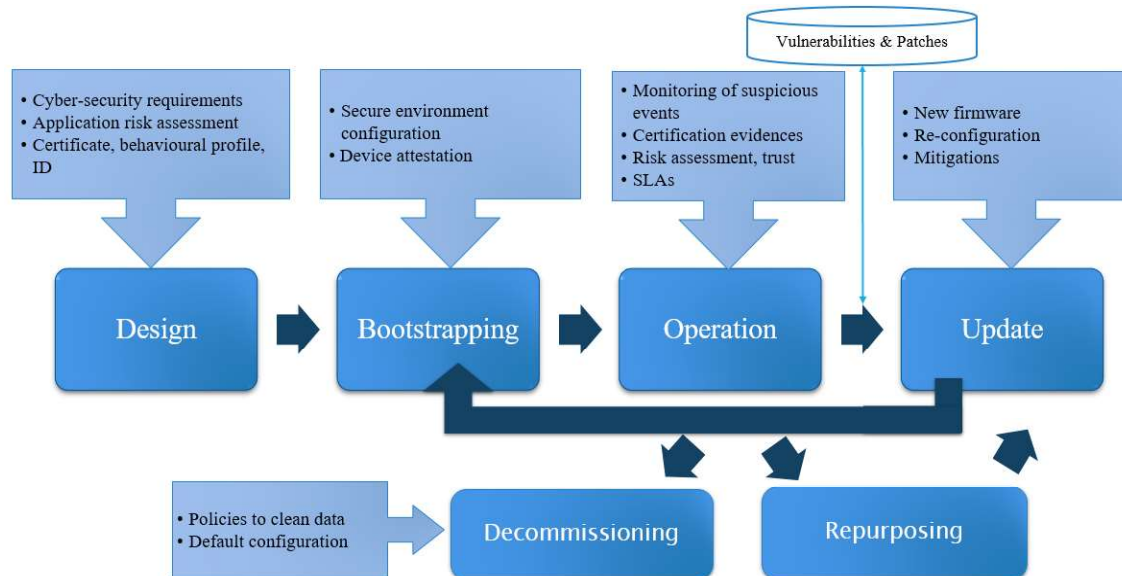 Vulnerabilities & Patches
• Cyber-security requirements
• Application risk assessment
• Certificate, behavioural profile,
ID
• Secure environment
configuration
• Device attestation
• Monitoring of suspicious
events
• Certification evidences
• Risk assessment, trust
• SLAs
• New firmware
• Re-configuration
• Mitigations
Design
Bootstrapping
Operation
Update
• Policies to clean data
• Default configuration
Decommissioning
Repurposing